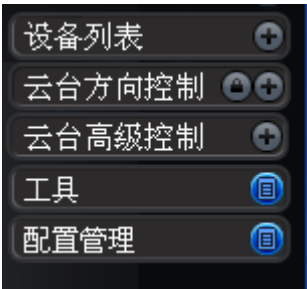 设备列表
云台方向控制
云台高级控制
工具
配置管理